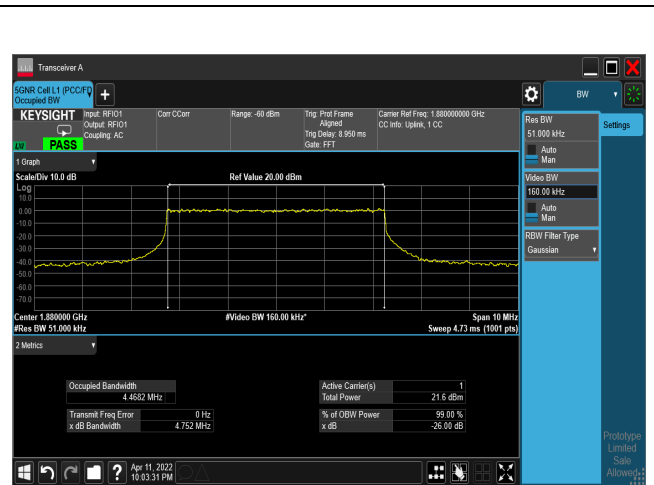 Transceiver A
5GNR Cell L1 (PCC/FD
Occupied BW
BW
KEYSIGHT
LVI PASS
Input: RFIO1
Output: RFIO1
Coupling: AC
Corr CCorr
Range: -60 dBm
Trig: Prot Frame
Aligned
Trig Delay: 8.950 ms
Gate: FFT
Carrier Ref Freq: 1.880000000 GHz
CC Info: Uplink, 1 CC
Res BW
51.000 kHz
Auto
Man
Video BW
160.00 kHz
Auto
Man
RBW Filter Type
Gaussian
Settings
1 Graph
Scale/Div 10.0 dB
Ref Value 20.00 dBm
Log
10.0
0.00
-10.0
-20.0
-30.0
-40.0
-50.0
-60.0
-70.0
Center 1.880000 GHz
#Video BW 160.00 kHz*
Span 10 MHz
#Res BW 51.000 kHz
Sweep 4.73 ms (1001 pts)
2 Metrics
Occupied Bandwidth
4.4682 MHz
Transmit Freq Error 0 Hz
x dB Bandwidth 4.752 MHz
Active Carrier(s) 1
Total Power 21.6 dBm
% of OBW Power 99.00 %
x dB -26.00 dB
Prototype
Limited
Sale
Allowed
?
Apr 11, 2022
10:03:31 PM